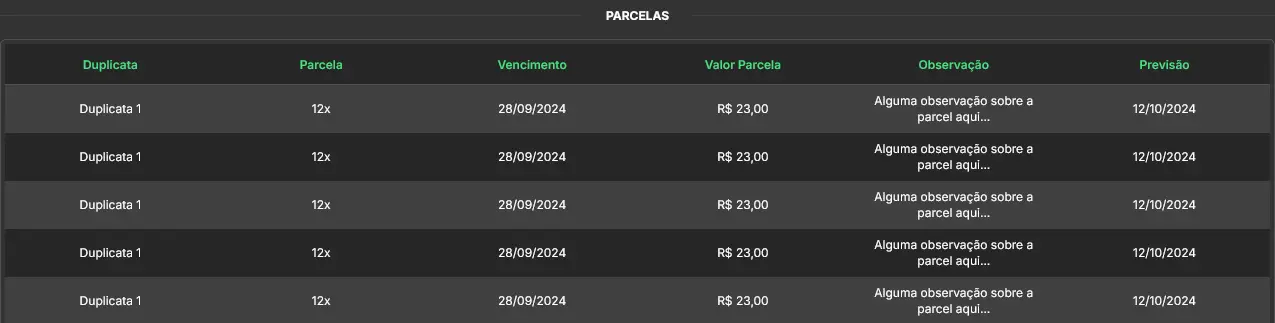 PARCELAS
Duplicata Parcela Vencimento Valor Parcela Observação Previsão
Duplicata 1 12x 28/09/2024 R$ 23,00 Alguma observação sobre a parcel aqui... 12/10/2024
Duplicata 1 12x 28/09/2024 R$ 23,00 Alguma observação sobre a parcel aqui... 12/10/2024
Duplicata 1 12x 28/09/2024 R$ 23,00 Alguma observação sobre a parcel aqui... 12/10/2024
Duplicata 1 12x 28/09/2024 R$ 23,00 Alguma observação sobre a parcel aqui... 12/10/2024
Duplicata 1 12x 28/09/2024 R$ 23,00 Alguma observação sobre a parcel aqui... 12/10/2024